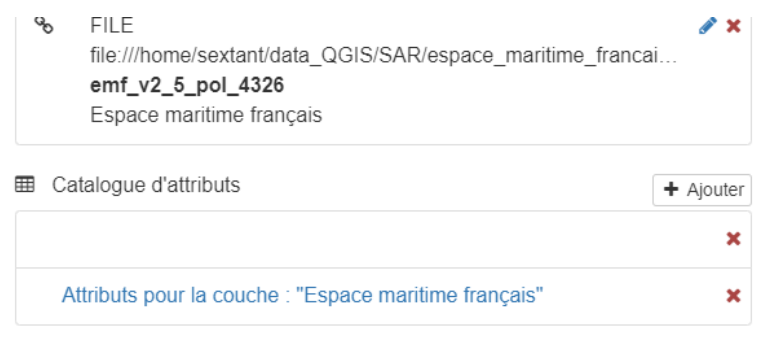 FILE
file:///home/sextant/data_QGIS/SAR/espace_maritime_francai...
emf_v2_5_pol_4326
Espace maritime français
Catalogue d'attributs
Ajouter
Attributs pour la couche : "Espace maritime français"